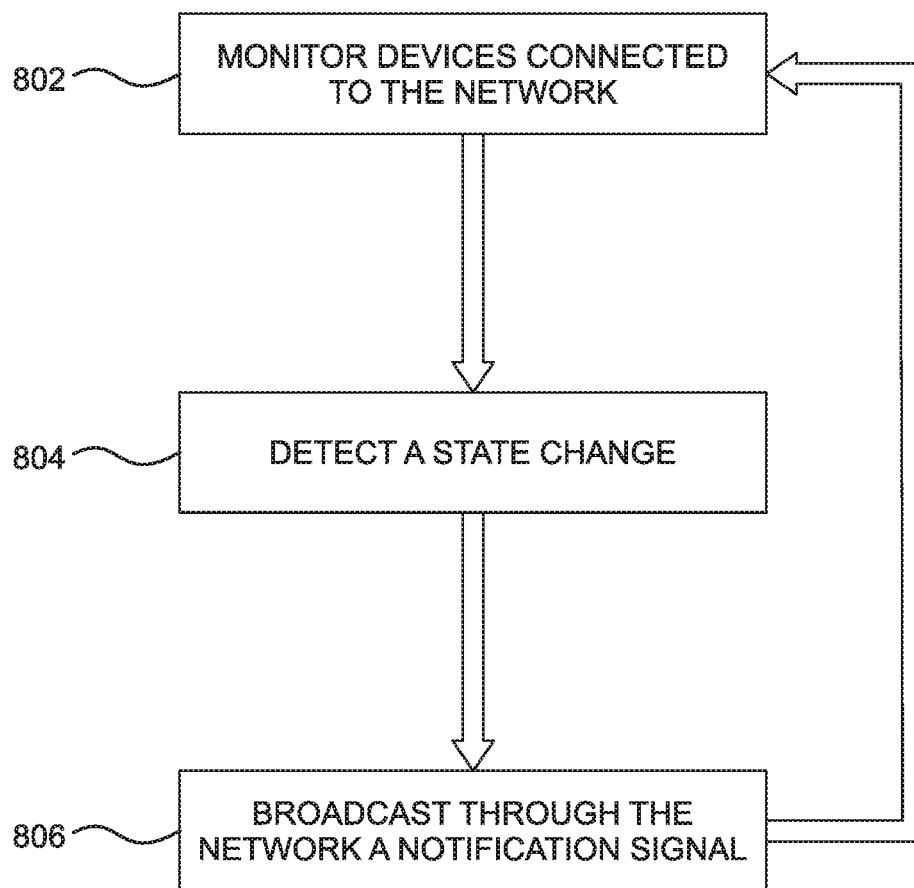 802
MONITOR DEVICES CONNECTED
TO THE NETWORK
804
DETECT A STATE CHANGE
806
BROADCAST THROUGH THE
NETWORK A NOTIFICATION SIGNAL